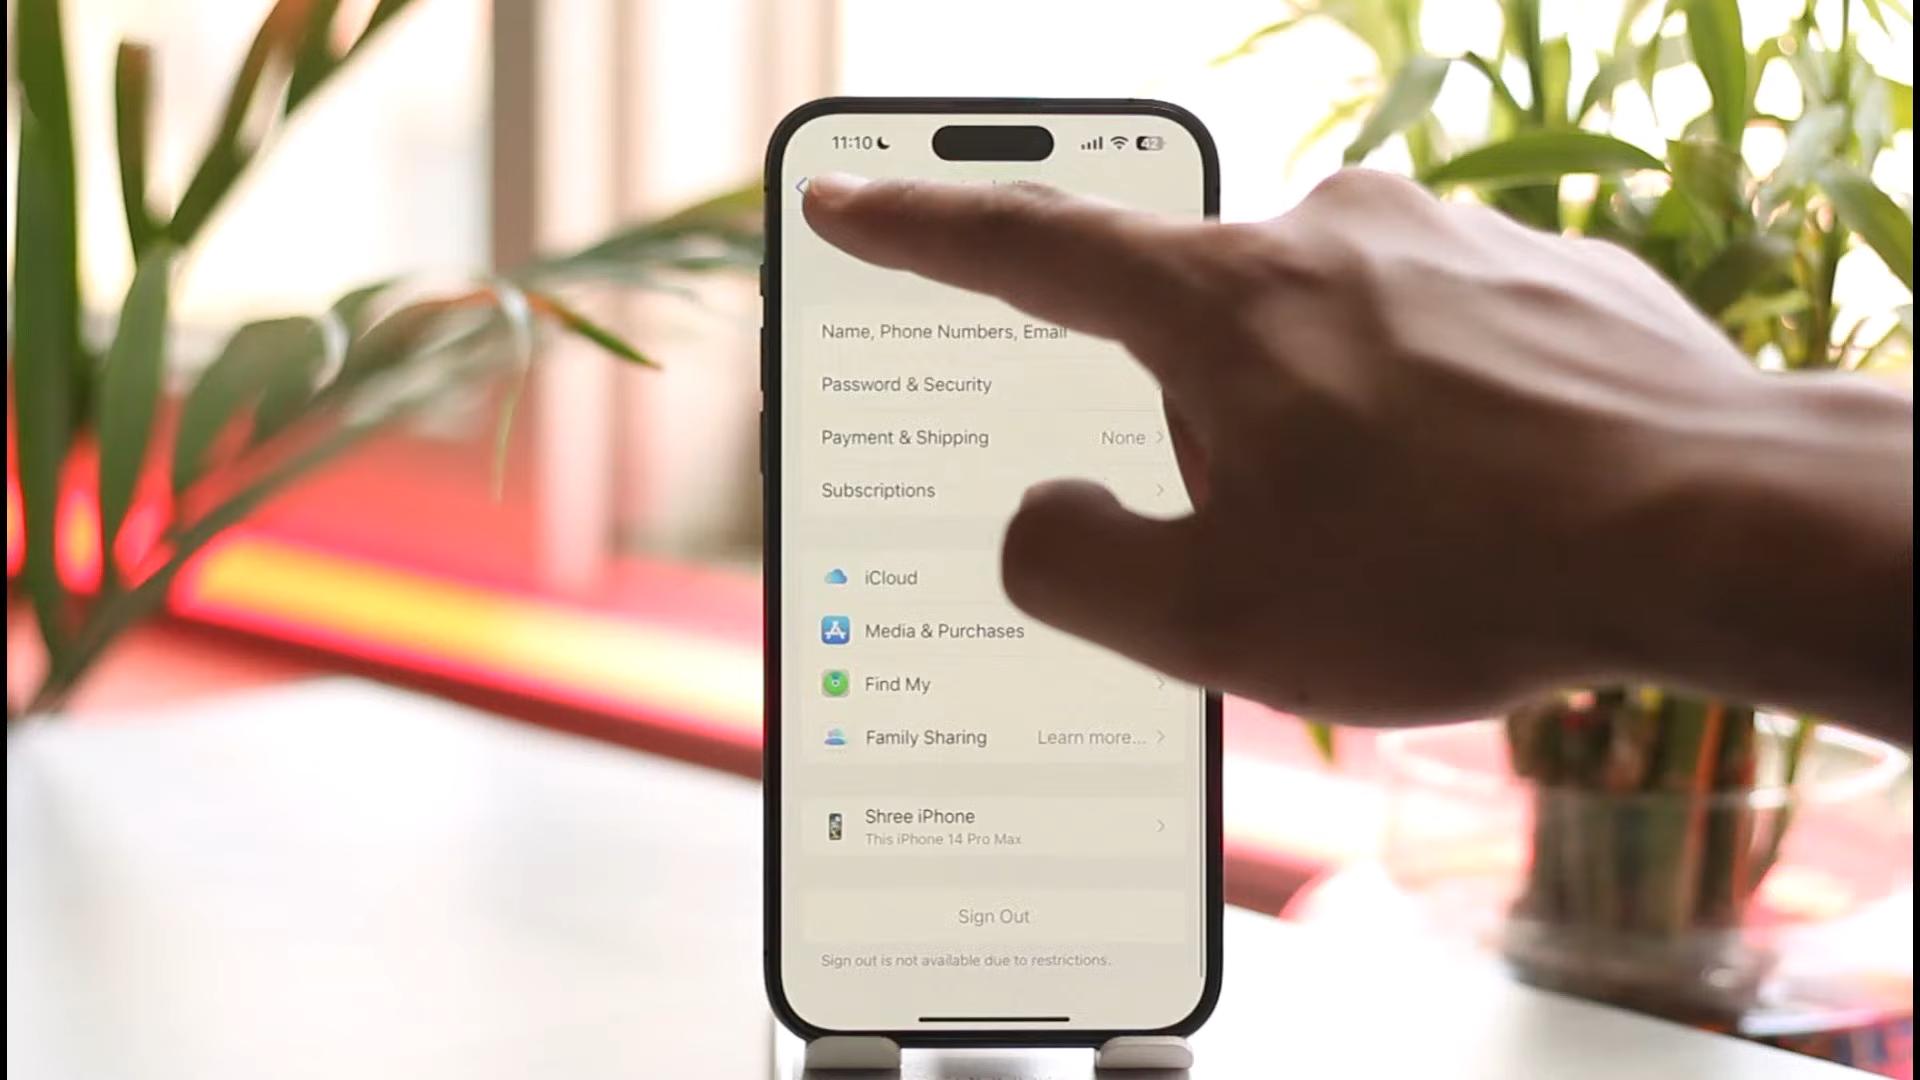 11:10
42
Name, Phone Numbers, Email
Password & Security
Payment & Shipping None
Subscriptions
iCloud
Media & Purchases
Find My
Family Sharing Learn more...
Shree iPhone
This iPhone 14 Pro Max
Sign Out
Sign out is not available due to restrictions.